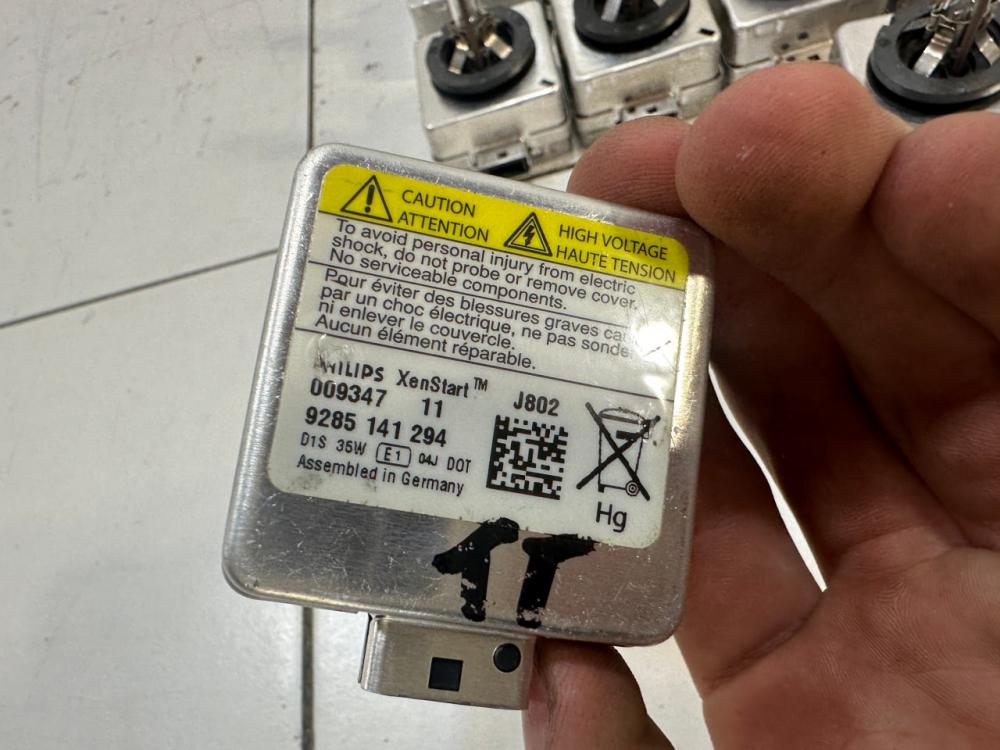 CAUTION
ATTENTION
HIGH VOLTAGE
HAUTE TENSION
To avoid personal injury from electric
shock, do not probe or remove cover.
No serviceable components.
Pour éviter des blessures graves
par un choc électrique, ne pas
ni enlever le couvercle.
Aucun élément réparable.
PHILIPS XenStart™
009347 11
J802
9285 141 294
D1S 35W E1 04J DOT
Assembled in Germany
Hg
1T